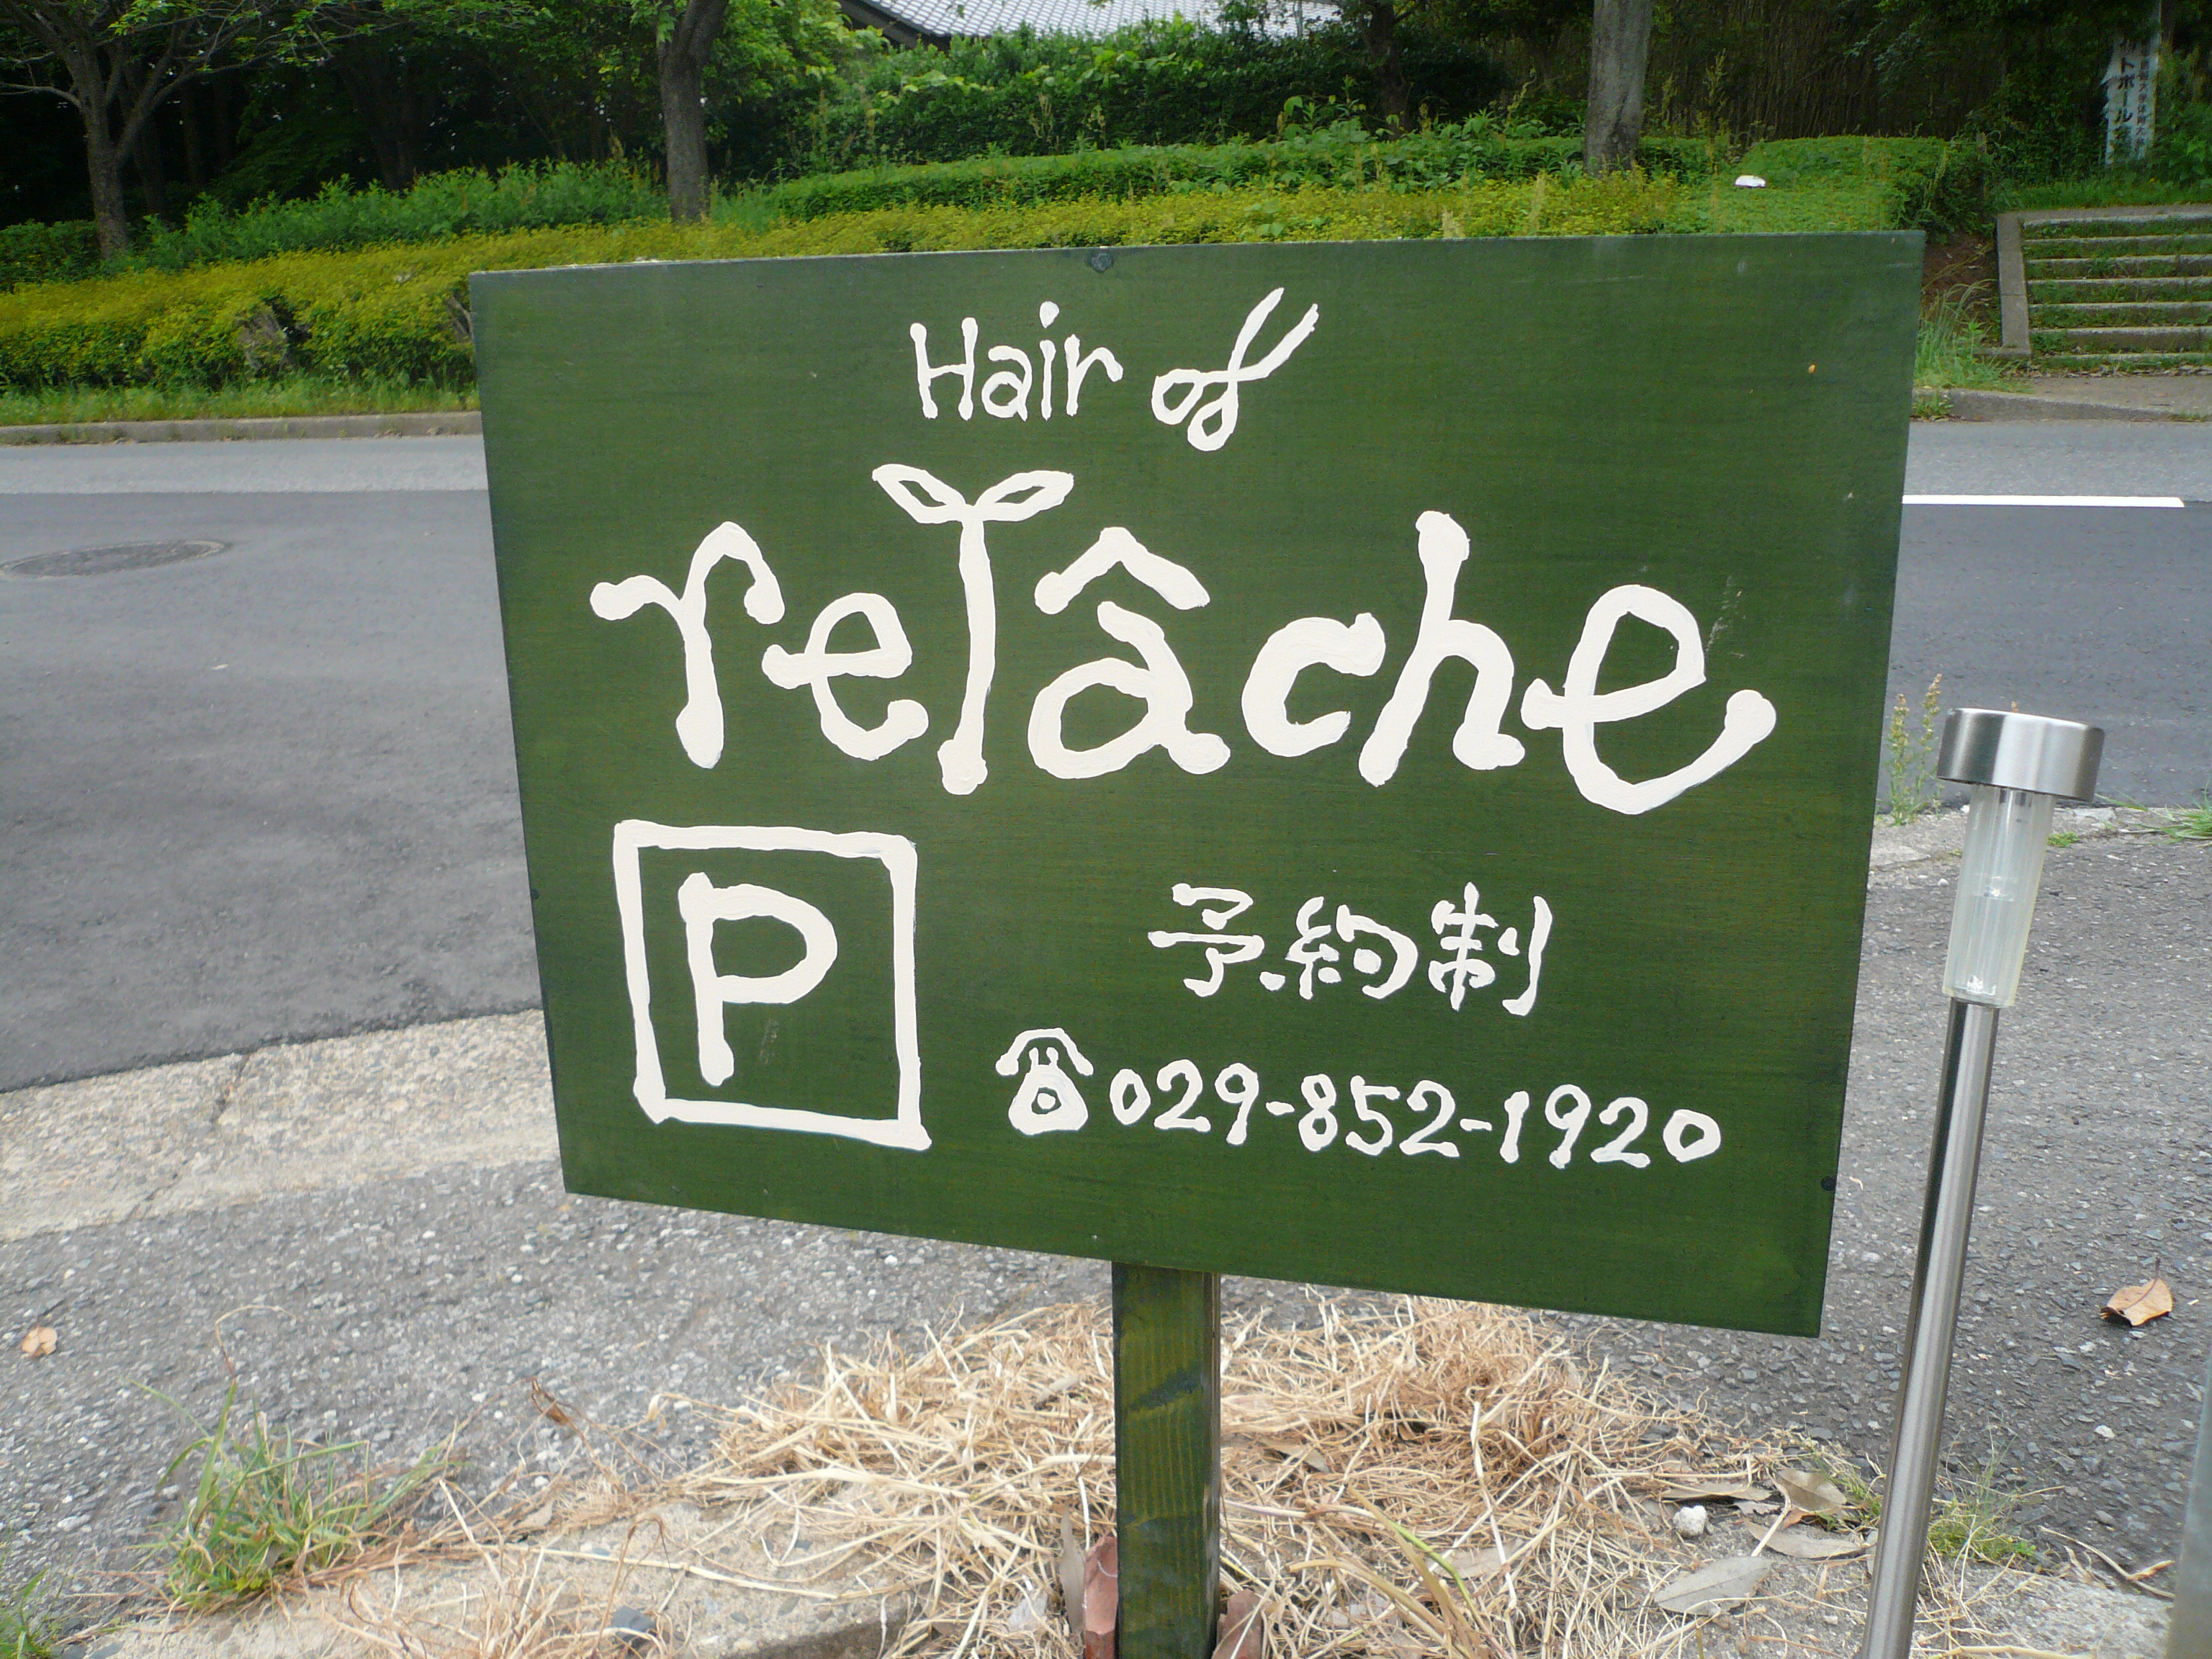 Hair of
relâche
P
予約制
029-852-1920